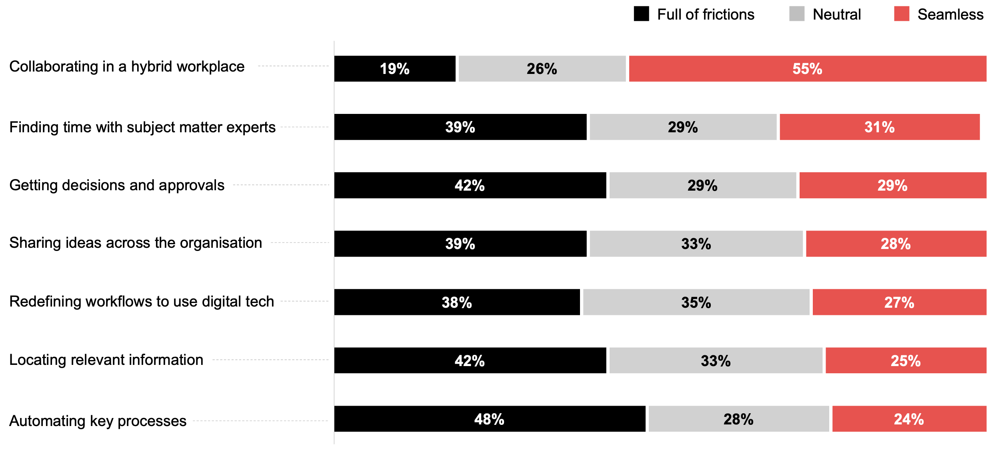 Full of frictions Neutral Seamless
Collaborating in a hybrid workplace 19% 26% 55%
Finding time with subject matter experts 39% 29% 31%
Getting decisions and approvals 42% 29% 29%
Sharing ideas across the organisation 39% 33% 28%
Redefining workflows to use digital tech 38% 35% 27%
Locating relevant information 42% 33% 25%
Automating key processes 48% 28% 24%